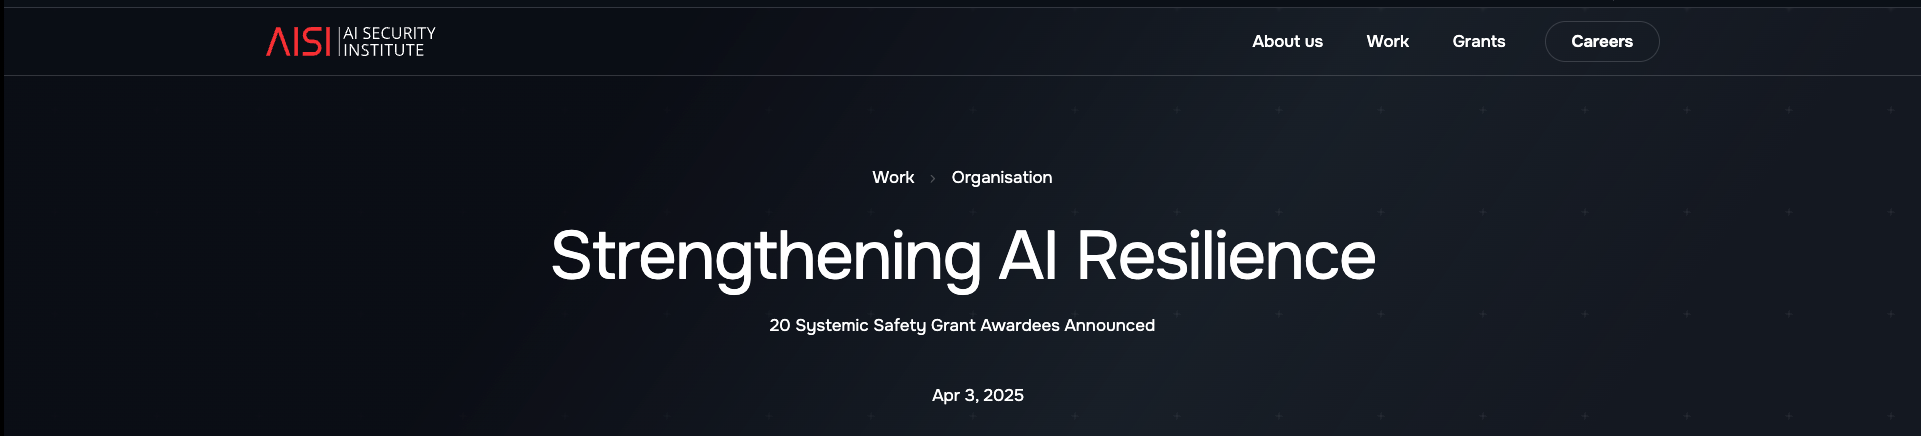 AISI AI SECURITY
INSTITUTE
About us Work Grants Careers
Work > Organisation
Strengthening AI Resilience
20 Systemic Safety Grant Awardees Announced
Apr 3, 2025